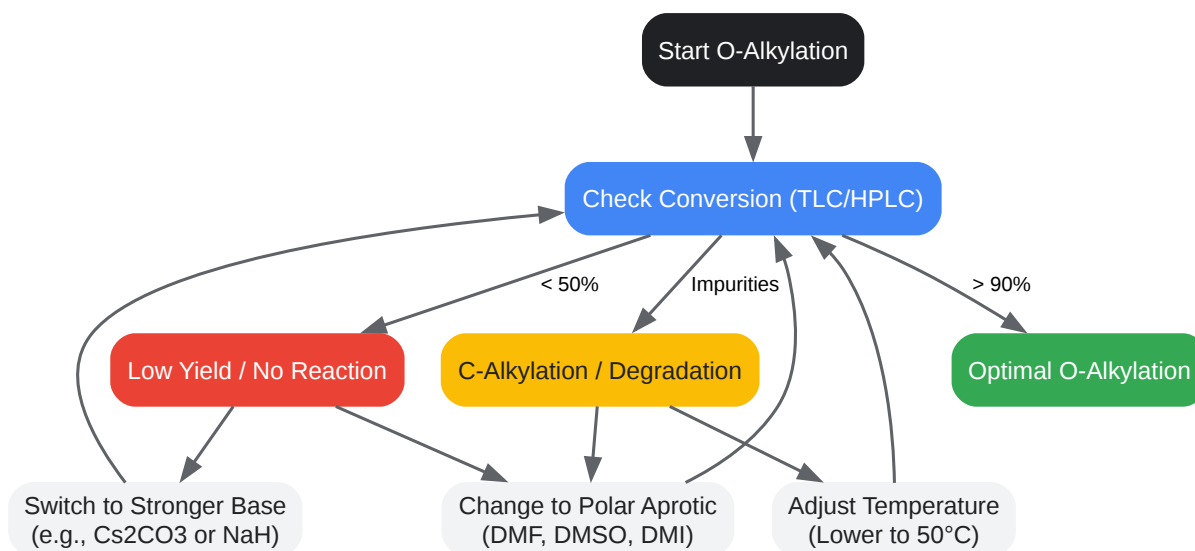 Start O-Alkylation
Check Conversion (TLC/HPLC)
< 50%
Impurities
> 90%
Low Yield / No Reaction
C-Alkylation / Degradation
Optimal O-Alkylation
Switch to Stronger Base
(e.g., Cs2CO3 or NaH)
Change to Polar Aprotic
(DMF, DMSO, DMI)
Adjust Temperature
(Lower to 50°C)